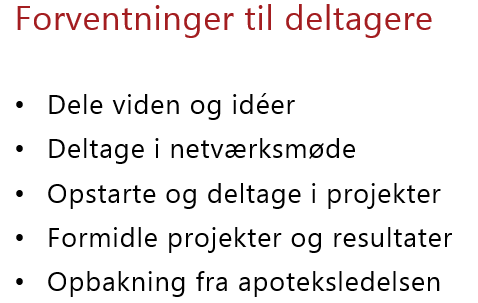 Forventninger til deltagere
• Dele viden og idéer
• Deltage i netværksmøde
• Opstarte og deltage i projekter
• Formidle projekter og resultater
• Opbakning fra apoteksledelsen